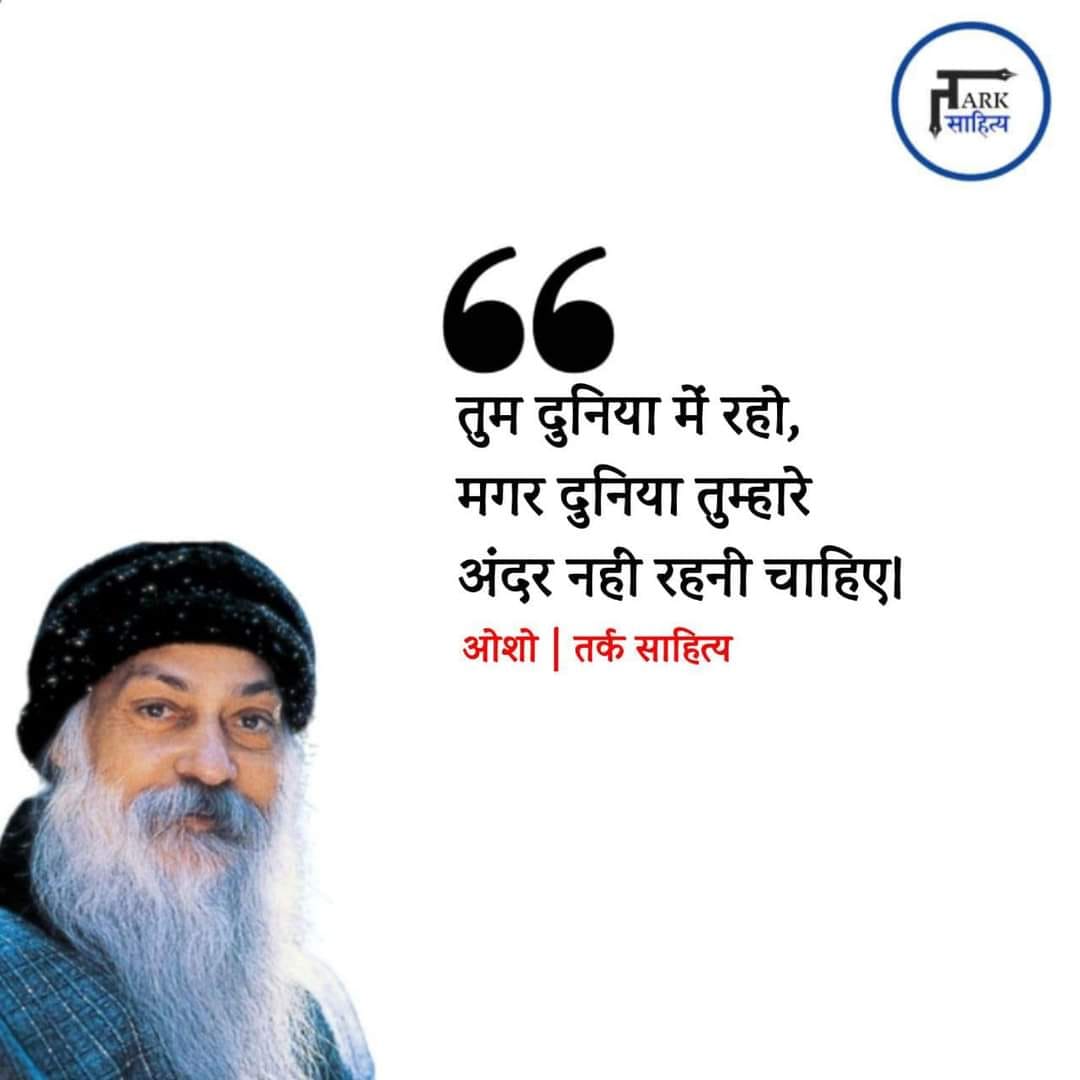 TARK
साहित्य
तुम दुनिया में रहो,
मगर दुनिया तुम्हारे
अंदर नही रहनी चाहिए।
ओशो | तर्क साहित्य